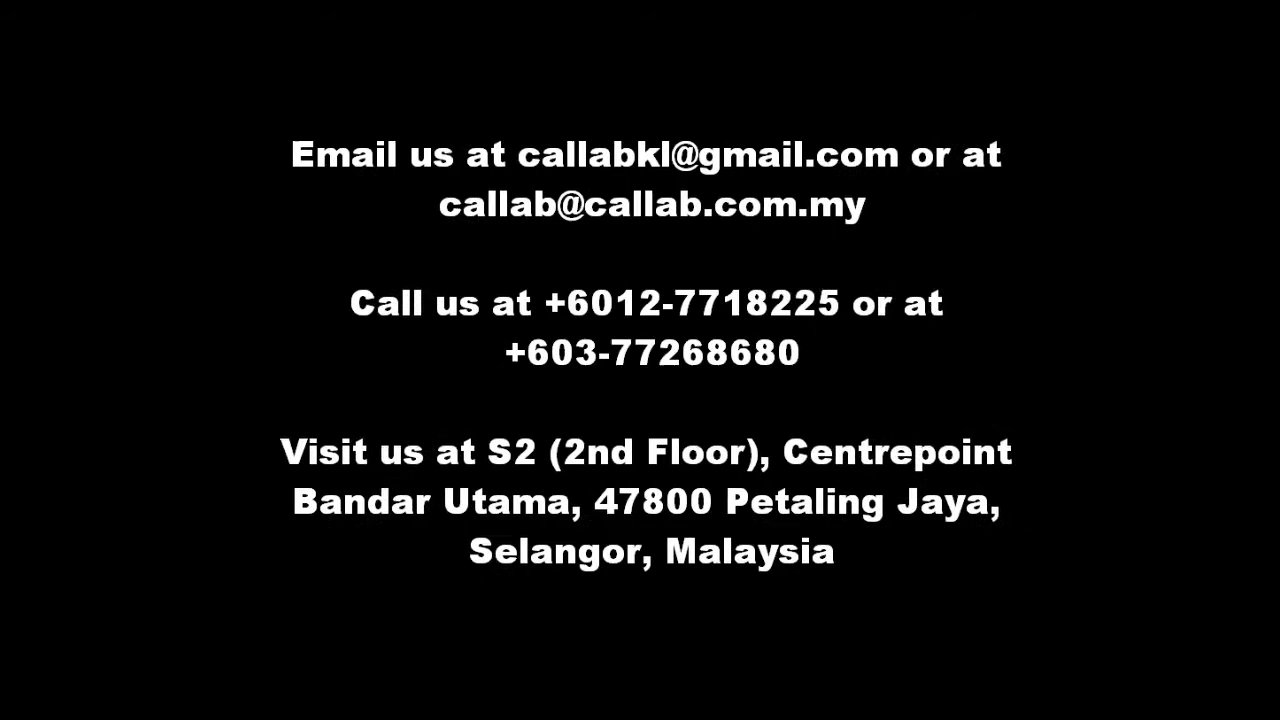 Email us at callabkl@gmail.com or at
callab@callab.com.my
Call us at +6012-7718225 or at
+603-77268680
Visit us at S2 (2nd Floor), Centrepoint
Bandar Utama, 47800 Petaling Jaya,
Selangor, Malaysia